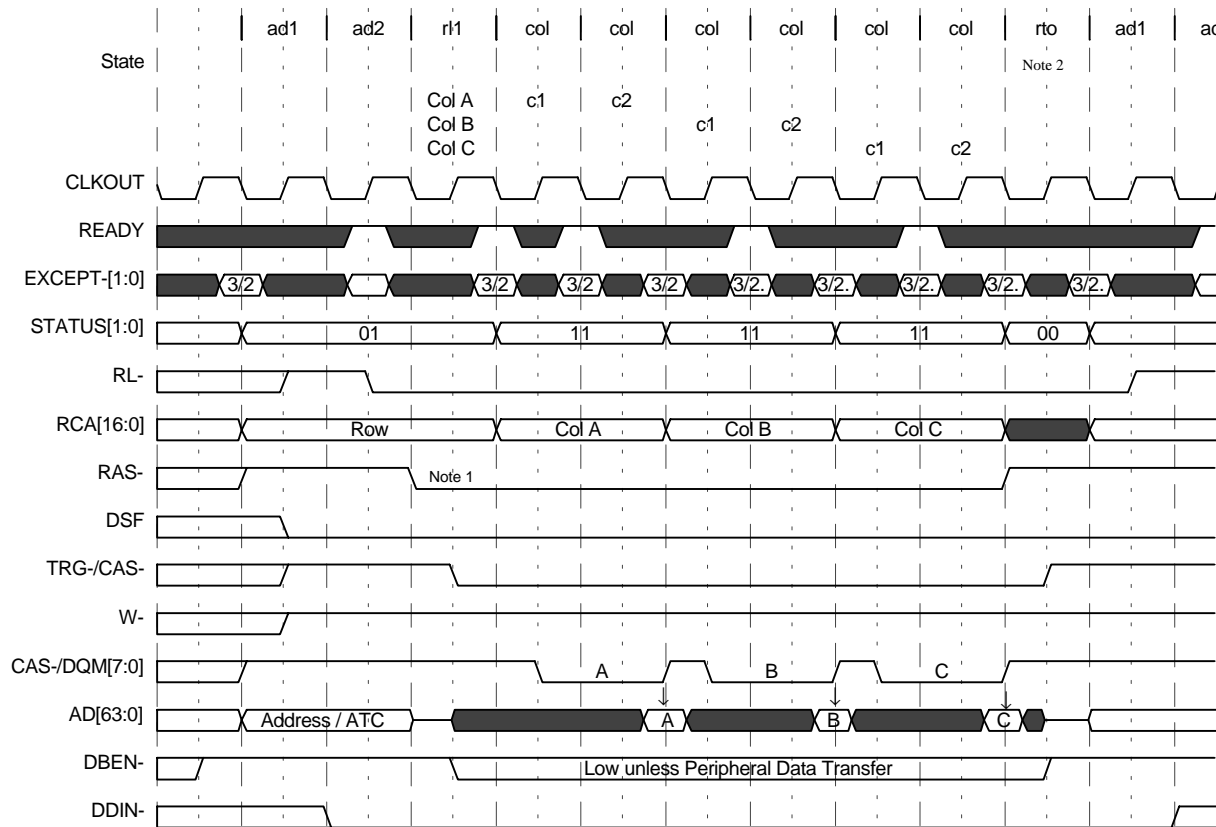 ad1 ad2 rl1 col col col col col col rto ad1 ad
State Note 2
Col A c1 c2
Col B c1 c2
Col C c1 c2
CLKOUT
READY
EXCEPT-[1:0] 3/2 3/2 3/2 3/2 3/2. 3/2. 3/2. 3/2. 3/2.
STATUS[1:0] 01 11 11 11 00
RL-
RCA[16:0] Row Col A Col B Col C
RAS- Note 1
DSF
TRG-/CAS-
W-
CAS-/DQM[7:0] A B C
AD[63:0] Address / ATC A B C
DBEN- Low unless Peripheral Data Transfer
DDIN-